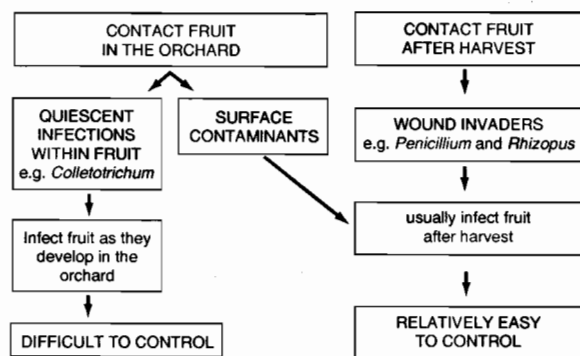 CONTACT FRUIT
IN THE ORCHARD
QUIESCENT
INFECTIONS
WITHIN FRUIT
e.g. Colletotrichum
SURFACE
CONTAMINANTS
Infect fruit as they
develop in the
orchard
DIFFICULT TO CONTROL
CONTACT FRUIT
AFTER HARVEST
WOUND INVADERS
e.g. Penicillium and Rhizopus
usually infect fruit
after harvest
RELATIVELY EASY
TO CONTROL